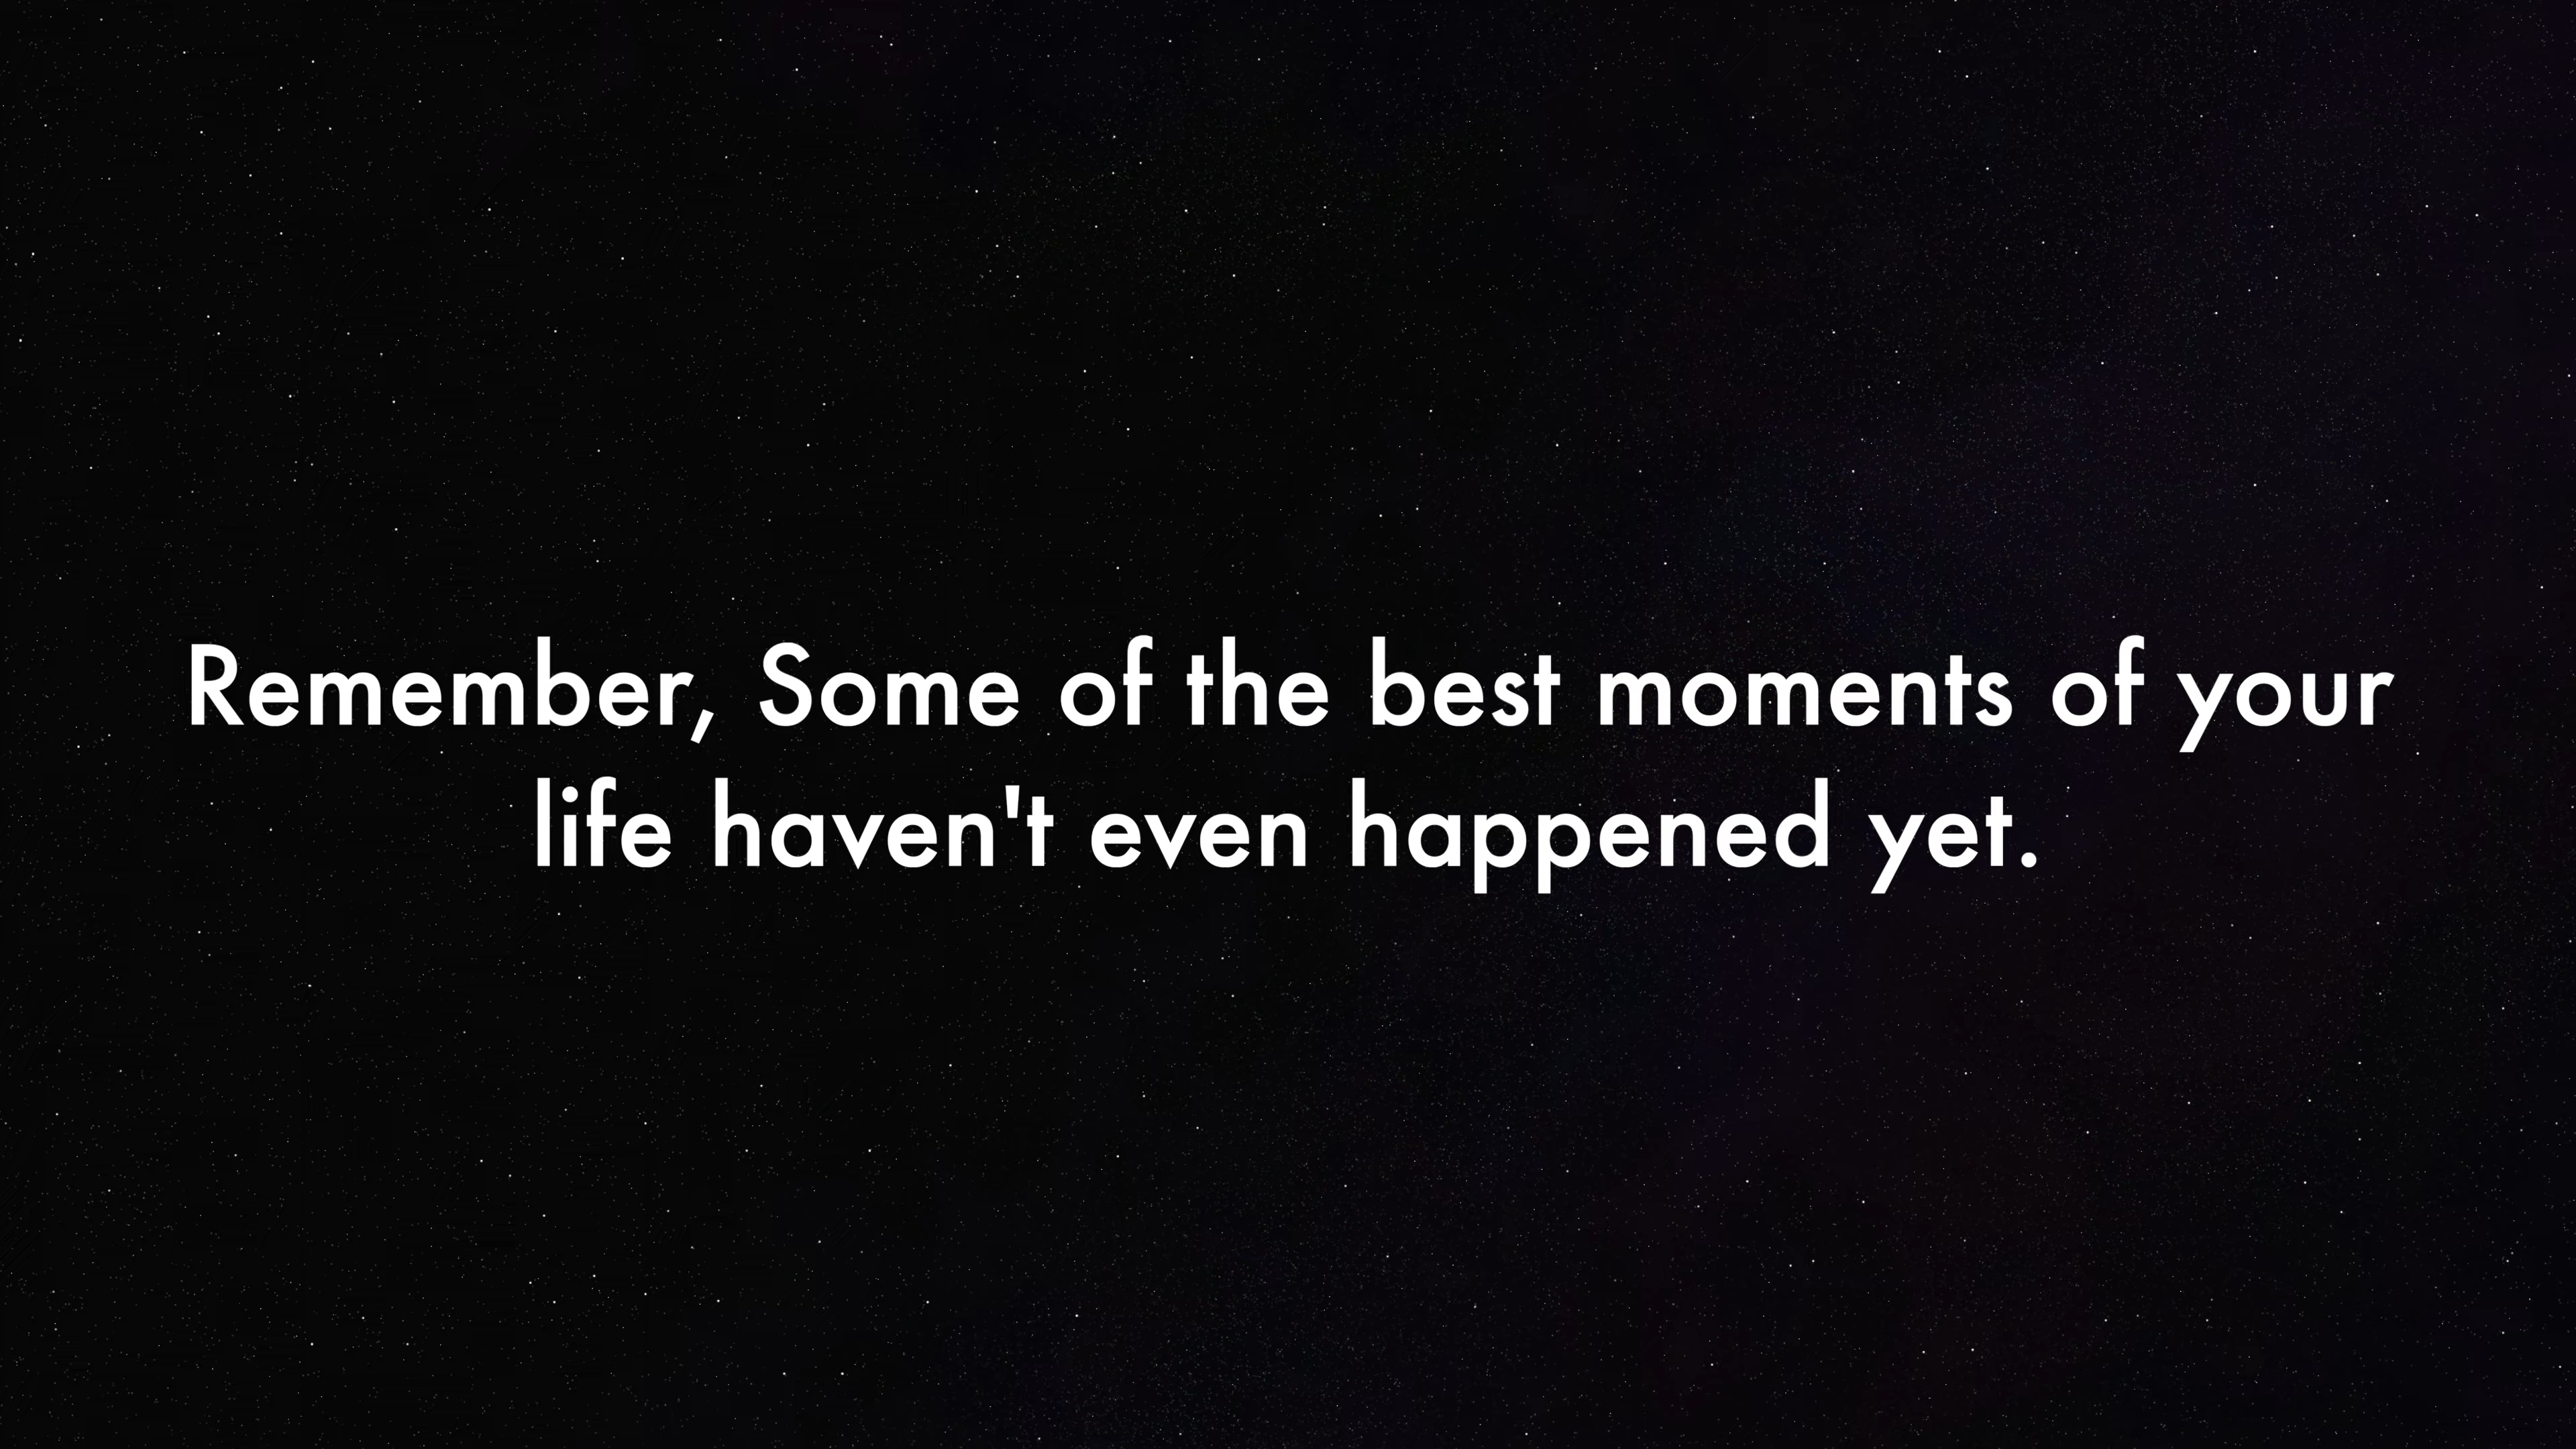 Remember, Some of the best moments of your
life haven't even happened yet.